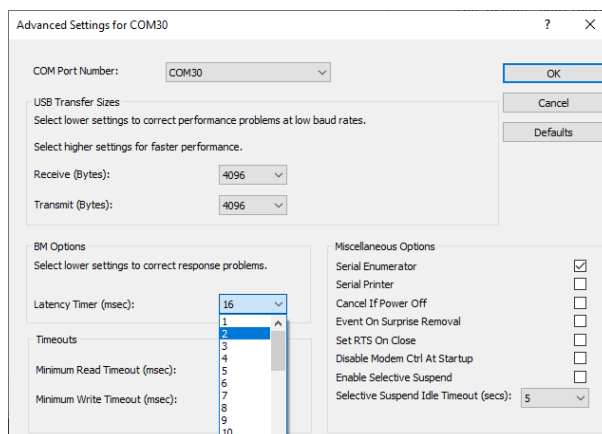 Advanced Settings for COM30 ? ×
COM Port Number: COM30
OK
USB Transfer Sizes
Cancel
Select lower settings to correct performance problems at low baud rates.
Defaults
Select higher settings for faster performance.
Receive (Bytes): 4096
Transmit (Bytes): 4096
BM Options
Select lower settings to correct response problems.
Latency Timer (msec): 16
1
2
3
4
5
6
7
8
9
10
Timeouts
Minimum Read Timeout (msec):
Minimum Write Timeout (msec):
Miscellaneous Options
Serial Enumerator
Serial Printer
Cancel If Power Off
Event On Surprise Removal
Set RTS On Close
Disable Modem Ctrl At Startup
Enable Selective Suspend
Selective Suspend Idle Timeout (secs): 5